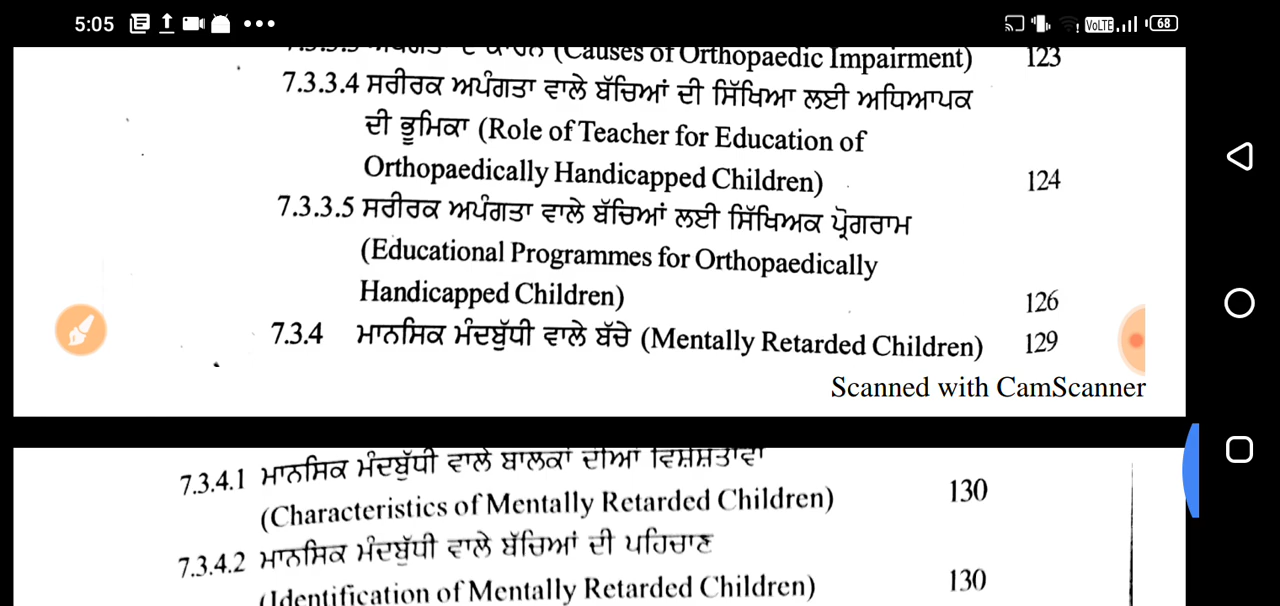 5:05
VoLTE 68
(Causes of Orthopaedic Impairment) 123
7.3.3.4 ਸਰੀਰਕ ਅਪੰਗਤਾ ਵਾਲੇ ਬੱਚਿਆਂ ਦੀ ਸਿੱਖਿਆ ਲਈ ਅਧਿਆਪਕ
ਦੀ ਭੂਮਿਕਾ (Role of Teacher for Education of
Orthopaedically Handicapped Children) 124
7.3.3.5 ਸਰੀਰਕ ਅਪੰਗਤਾ ਵਾਲੇ ਬੱਚਿਆਂ ਲਈ ਸਿੱਖਿਅਕ ਪ੍ਰੋਗਰਾਮ
(Educational Programmes for Orthopaedically
Handicapped Children) 126
7.3.4 ਮਾਨਸਿਕ ਮੰਦਬੁੱਧੀ ਵਾਲੇ ਬੱਚੇ (Mentally Retarded Children) 129
Scanned with CamScanner
7.3.4.1 ਮਾਨਸਿਕ ਮੰਦਬੁੱਧੀ ਵਾਲੇ ਬਾਲਕਾਂ ਦੀਆਂ ਵਿਸ਼ੇਸ਼ਤਾਵਾਂ
(Characteristics of Mentally Retarded Children) 130
7.3.4.2 ਮਾਨਸਿਕ ਮੰਦਬੁੱਧੀ ਵਾਲੇ ਬੱਚਿਆਂ ਦੀ ਪਹਿਚਾਣ
(Identification of Mentally Retarded Children) 130